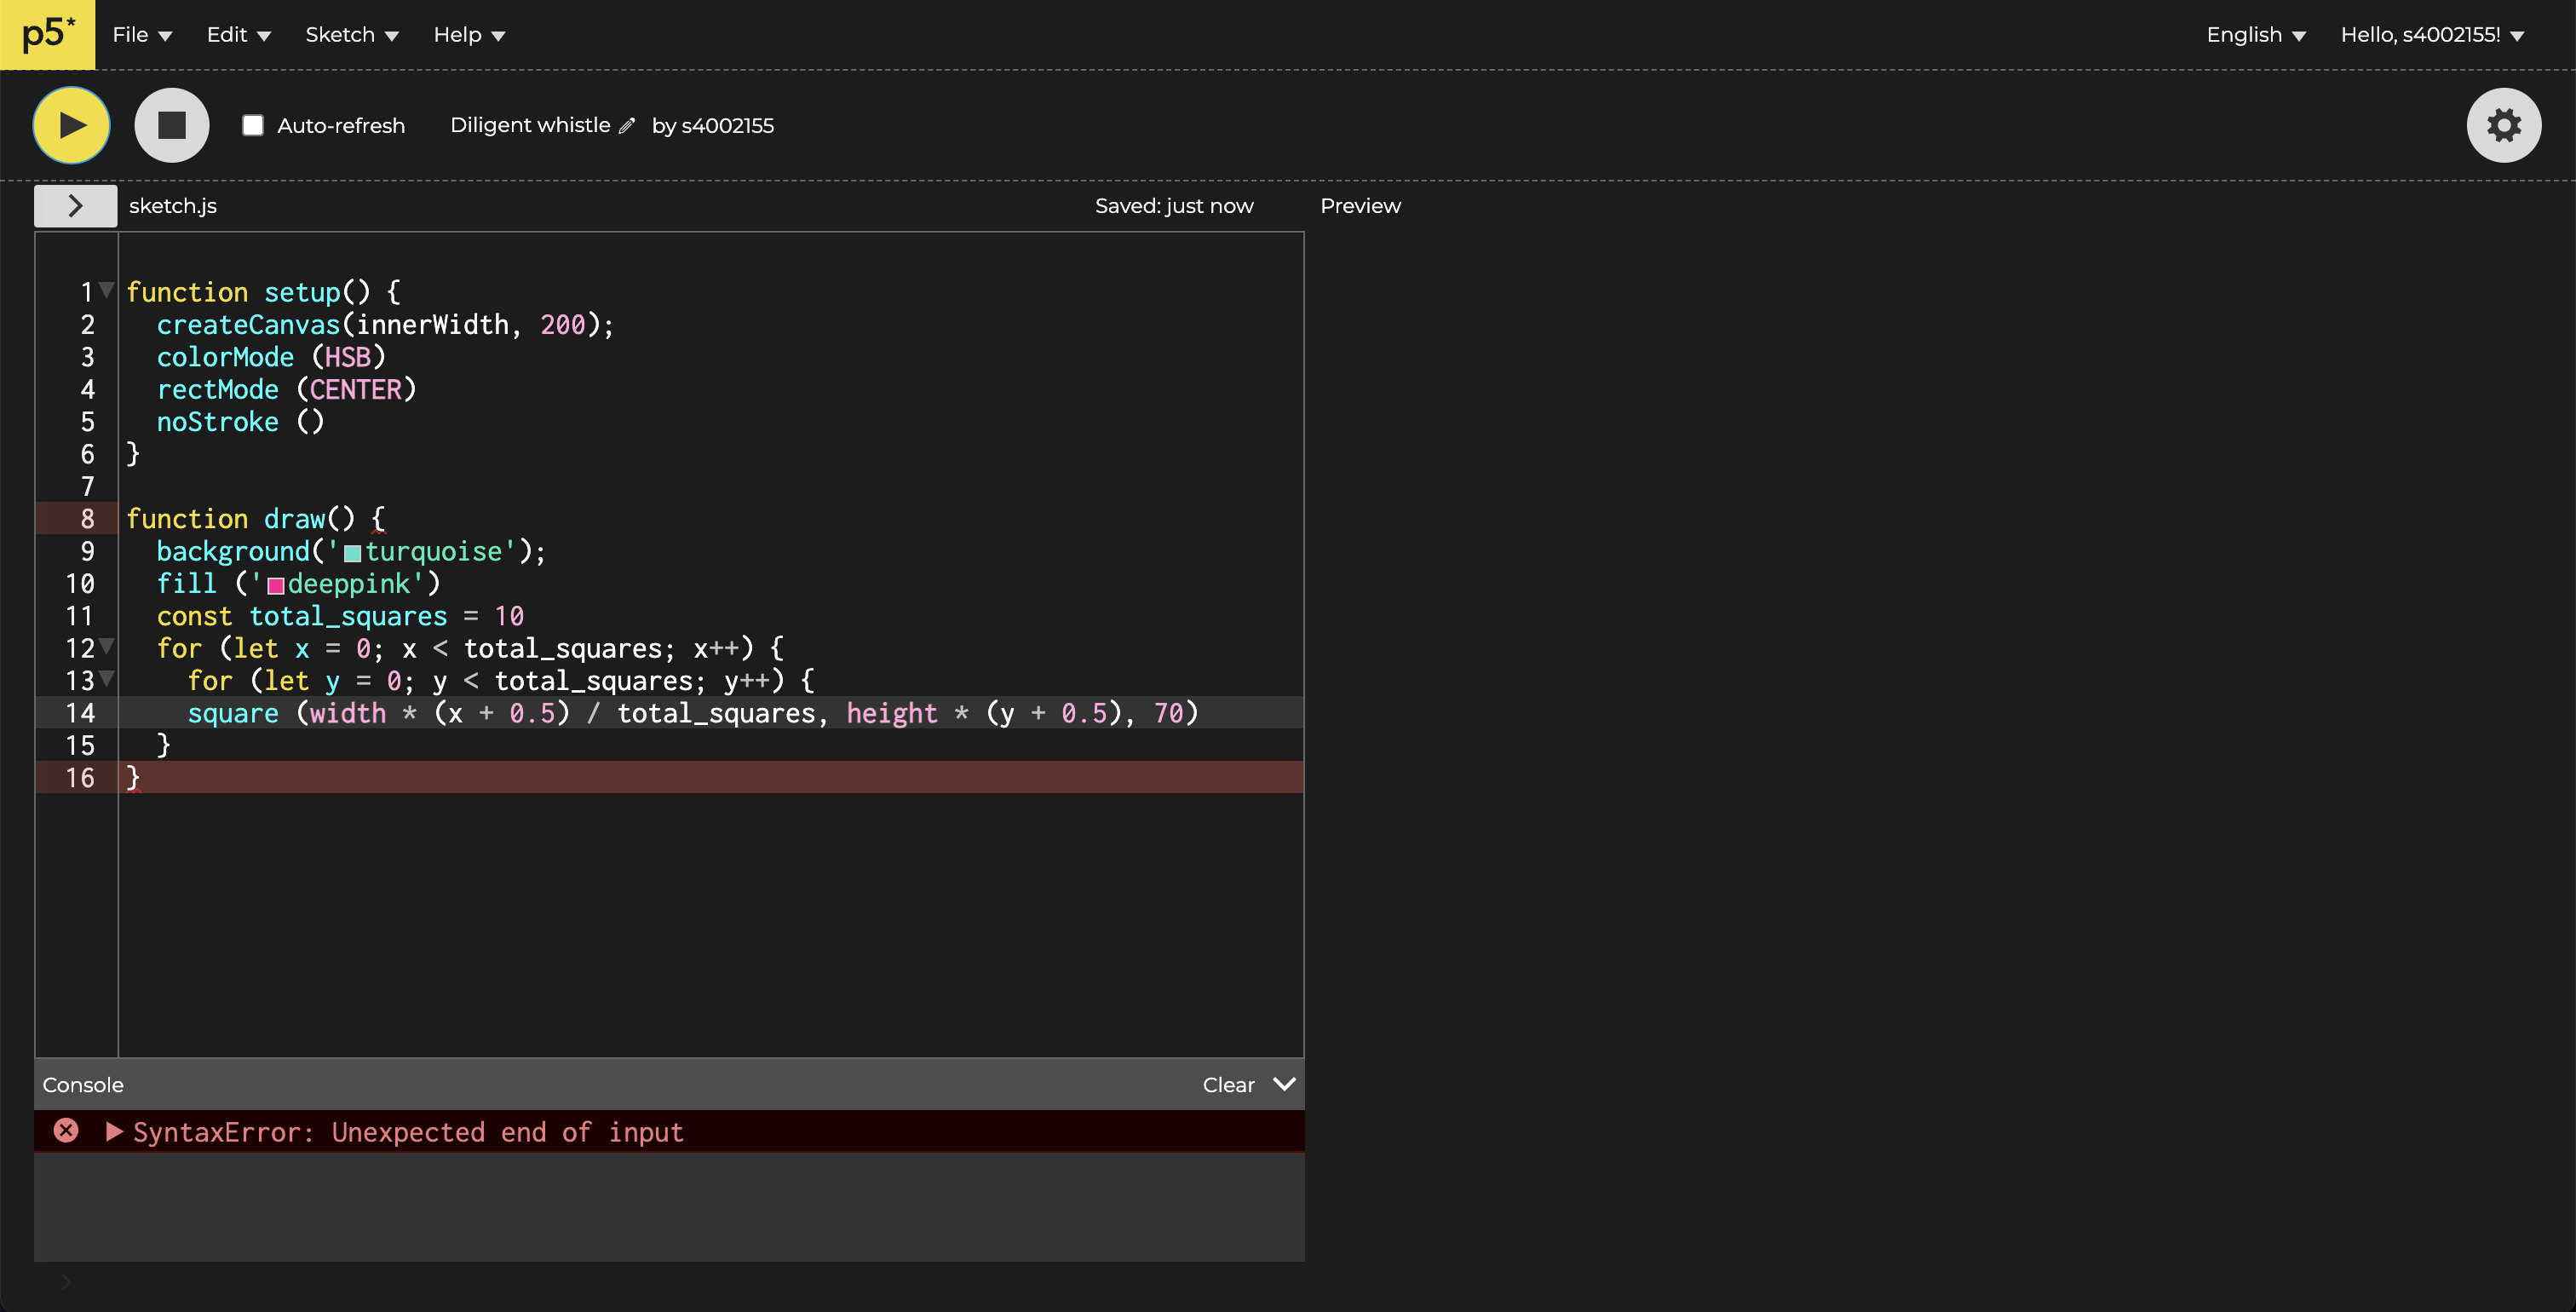 p5* File Edit Sketch Help English Hello, s4002155!
Auto-refresh Diligent whistle by s4002155
sketch.js Saved: just now Preview
1 function setup() {
2   createCanvas(innerWidth, 200);
3   colorMode (HSB)
4   rectMode (CENTER)
5   noStroke ()
6 }
7
8 function draw() {
9   background('turquoise');
10   fill ('deeppink')
11   const total_squares = 10
12   for (let x = 0; x < total_squares; x++) {
13     for (let y = 0; y < total_squares; y++) {
14     square (width * (x + 0.5) / total_squares, height * (y + 0.5), 70)
15   }
16 }
Console Clear
SyntaxError: Unexpected end of input